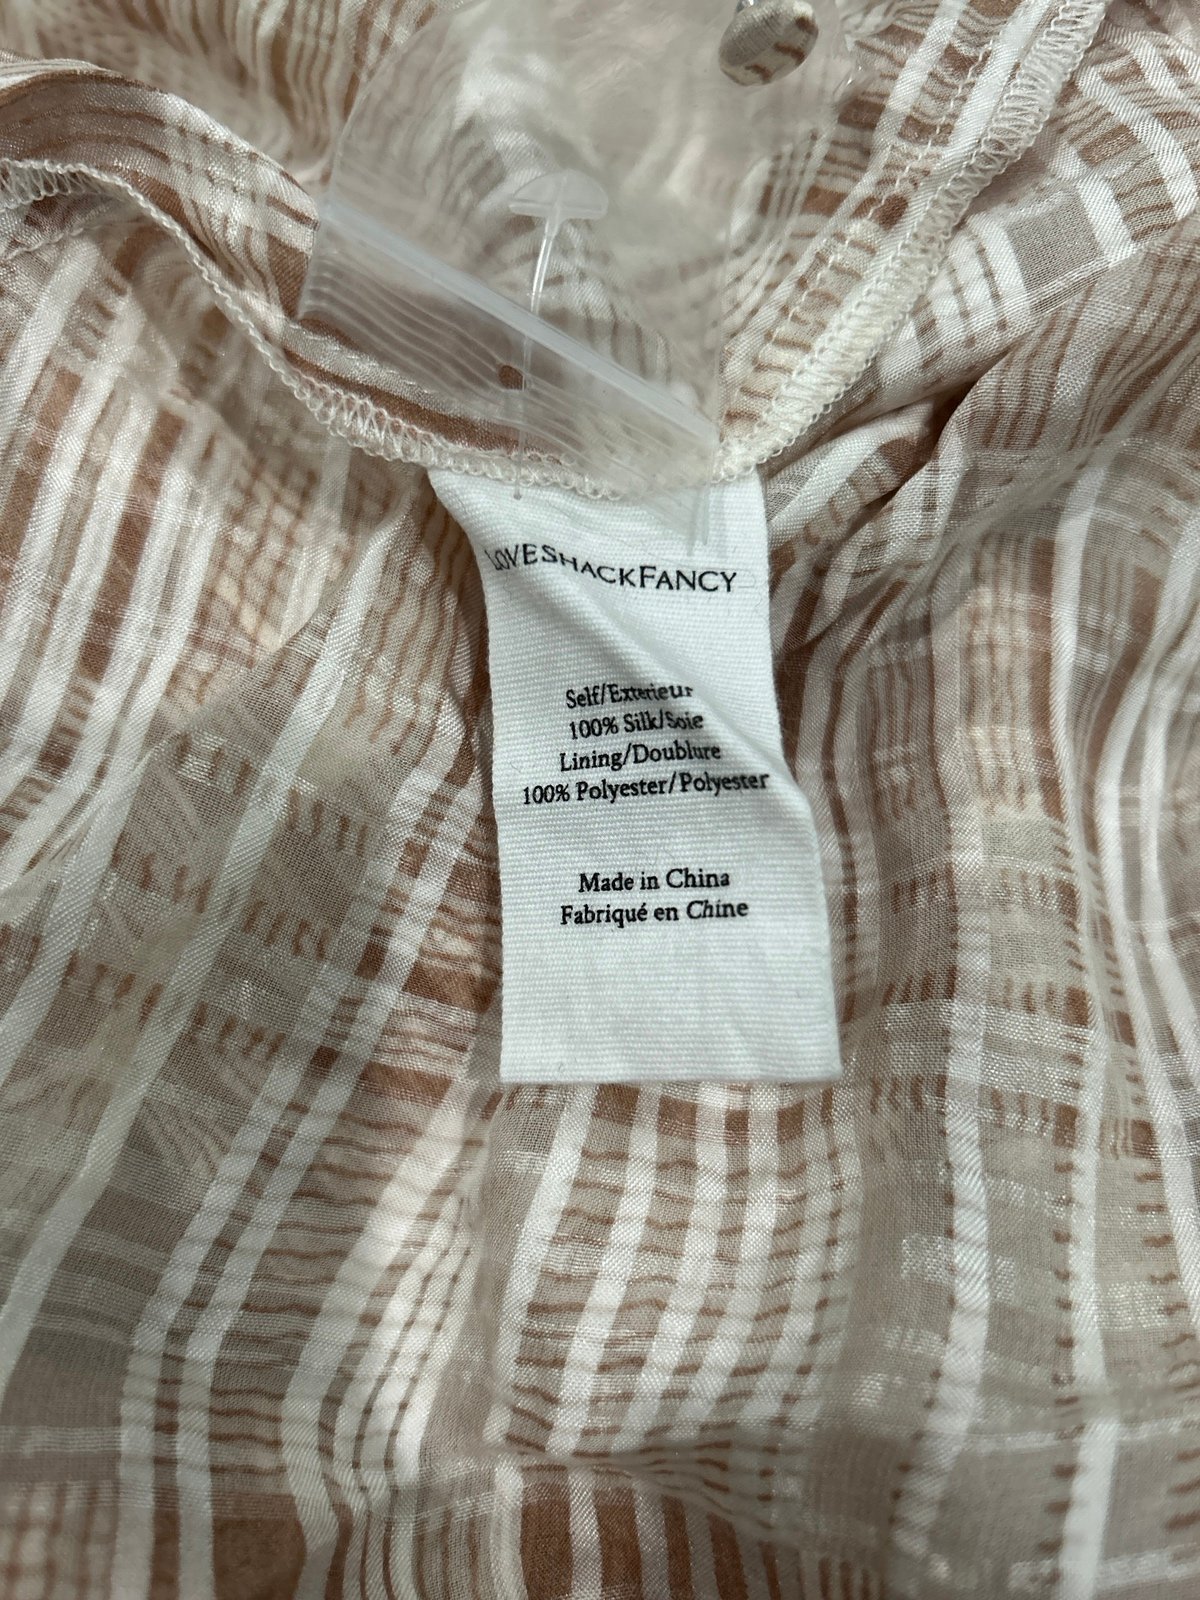 LOVESHACKFANCY
Self/Exterieur
100% Silk/Soie
Lining/Doublure
100% Polyester/Polyester
Made in China
Fabriqué en Chine